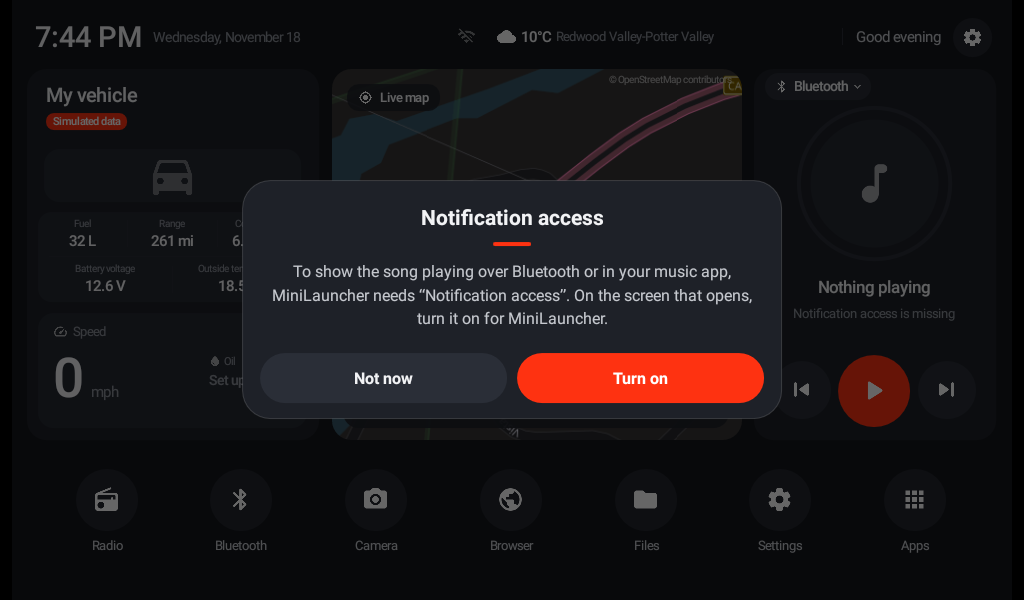 7:44 PM Wednesday, November 18
10°C Redwood Valley-Potter Valley
Good evening
My vehicle
Simulated data
Fuel
32 L
Range
261 mi
Battery voltage
12.6 V
Outside
18.5
Speed
0 mph
Oil
Set up
Live map
© OpenStreetMap contributors
CA
Bluetooth
Nothing playing
Notification access is missing
Notification access
To show the song playing over Bluetooth or in your music app,
MiniLauncher needs “Notification access”. On the screen that opens,
turn it on for MiniLauncher.
Not now
Turn on
Radio
Bluetooth
Camera
Browser
Files
Settings
Apps